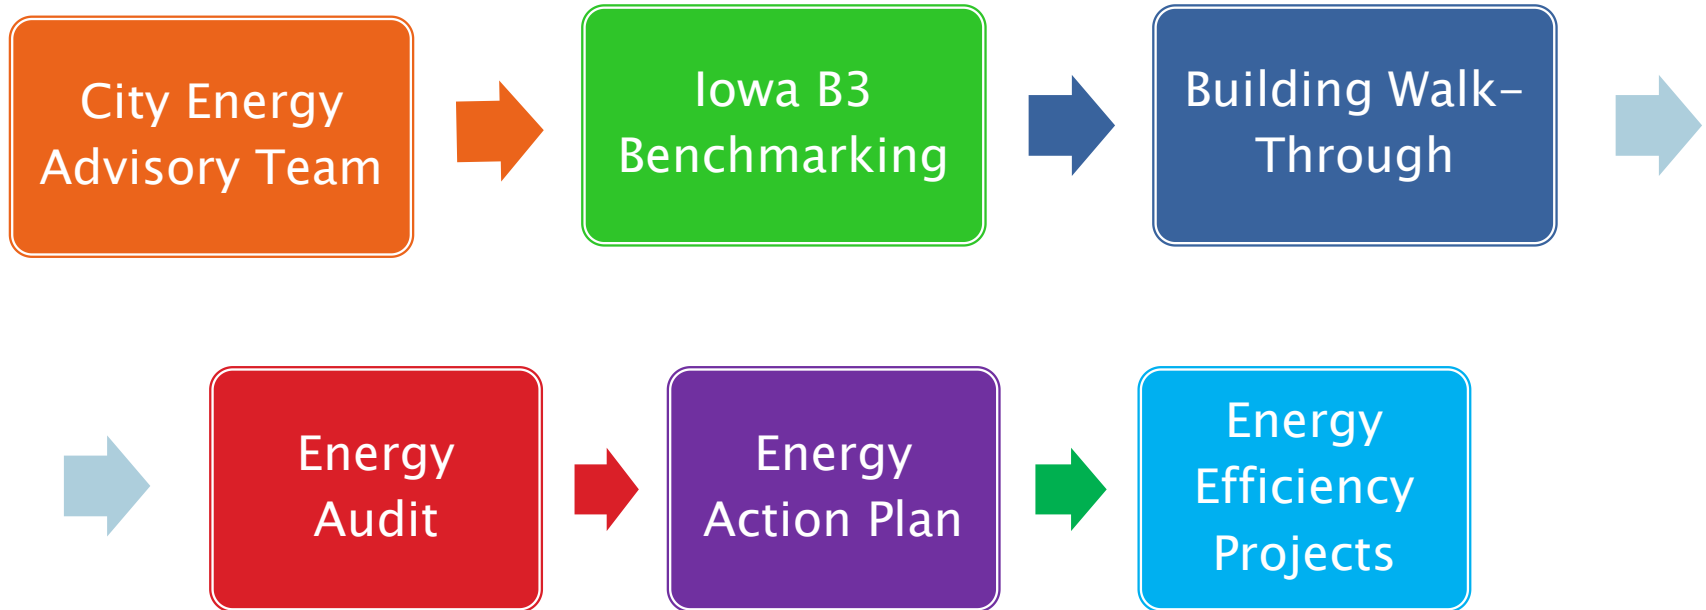 City Energy
Advisory Team
Iowa B3
Benchmarking
Building Walk-
Through
Energy
Audit
Energy
Action Plan
Energy
Efficiency
Projects